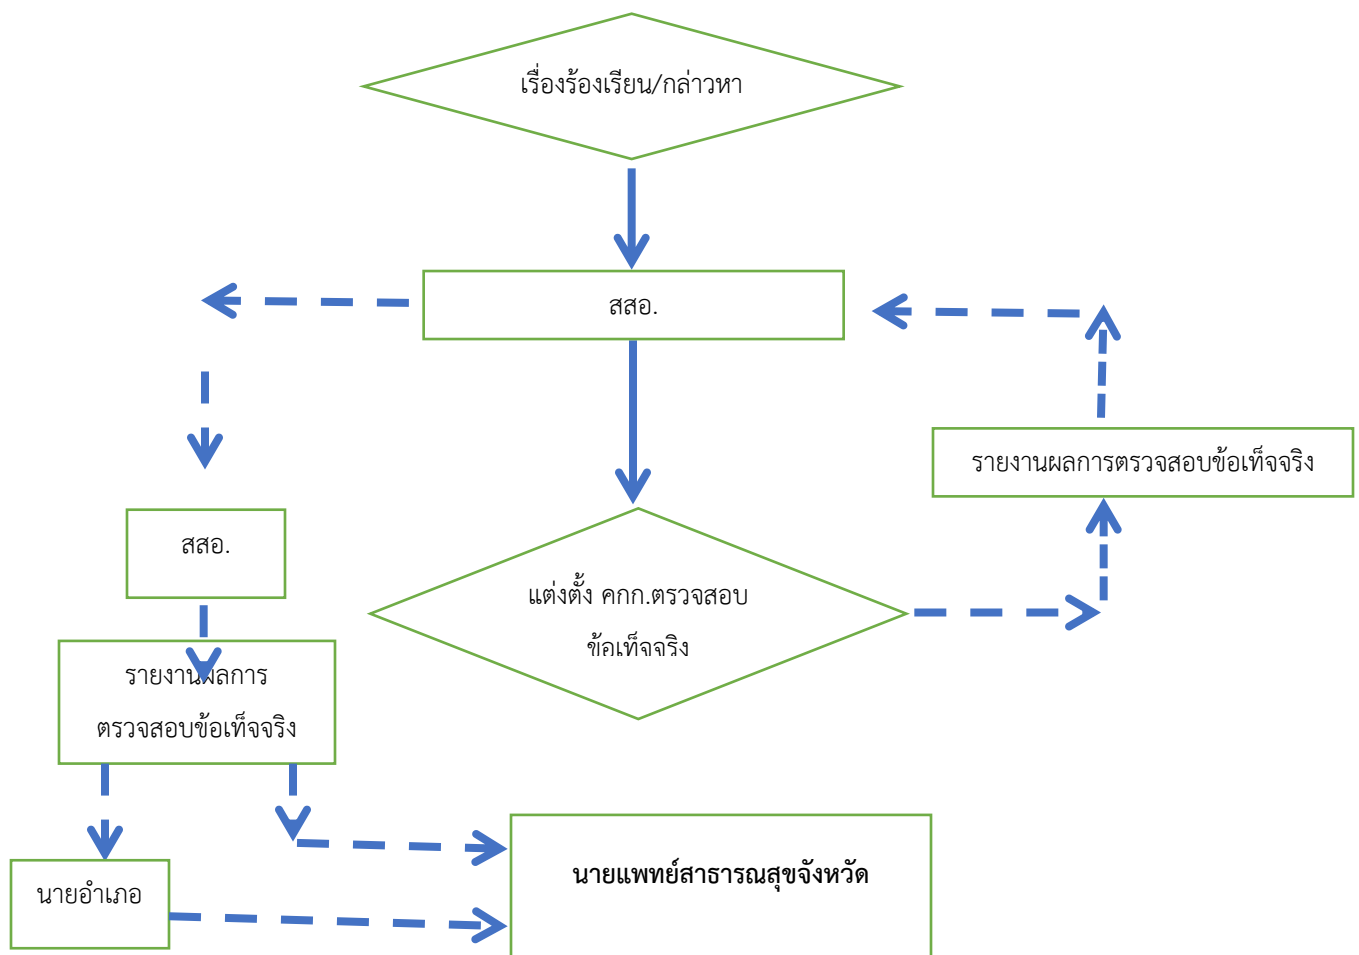 เรื่องร้องเรียน/กล่าวหา
สสอ.
รายงานผลการตรวจสอบข้อเท็จจริง
สสอ.
แต่งตั้ง คกก.ตรวจสอบ
ข้อเท็จจริง
รายงานผลการ
ตรวจสอบข้อเท็จจริง
นายแพทย์สาธารณสุขจังหวัด
นายอำเภอ